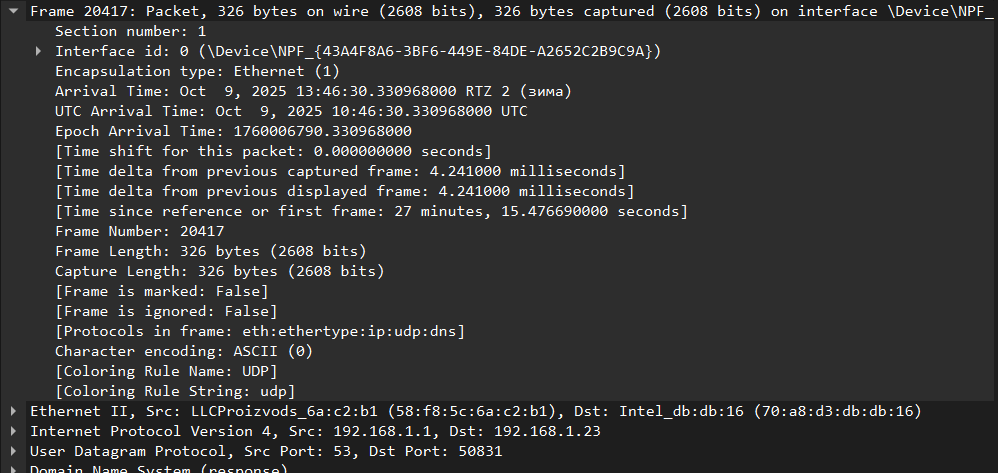 Frame 20417: Packet, 326 bytes on wire (2608 bits), 326 bytes captured (2608 bits) on interface \Device\NPF_
Section number: 1
Interface id: 0 (\Device\NPF_{43A4F8A6-3BF6-449E-84DE-A2652C2B9C9A})
Encapsulation type: Ethernet (1)
Arrival Time: Oct  9, 2025 13:46:30.330968000 RTZ 2 (зима)
UTC Arrival Time: Oct  9, 2025 10:46:30.330968000 UTC
Epoch Arrival Time: 1760006790.330968000
[Time shift for this packet: 0.000000000 seconds]
[Time delta from previous captured frame: 4.241000 milliseconds]
[Time delta from previous displayed frame: 4.241000 milliseconds]
[Time since reference or first frame: 27 minutes, 15.476690000 seconds]
Frame Number: 20417
Frame Length: 326 bytes (2608 bits)
Capture Length: 326 bytes (2608 bits)
[Frame is marked: False]
[Frame is ignored: False]
[Protocols in frame: eth:ethertype:ip:udp:dns]
Character encoding: ASCII (0)
[Coloring Rule Name: UDP]
[Coloring Rule String: udp]
Ethernet II, Src: LLCProizvods_6a:c2:b1 (58:f8:5c:6a:c2:b1), Dst: Intel_db:db:16 (70:a8:d3:db:db:16)
Internet Protocol Version 4, Src: 192.168.1.1, Dst: 192.168.1.23
User Datagram Protocol, Src Port: 53, Dst Port: 50831
Domain Name System (response)